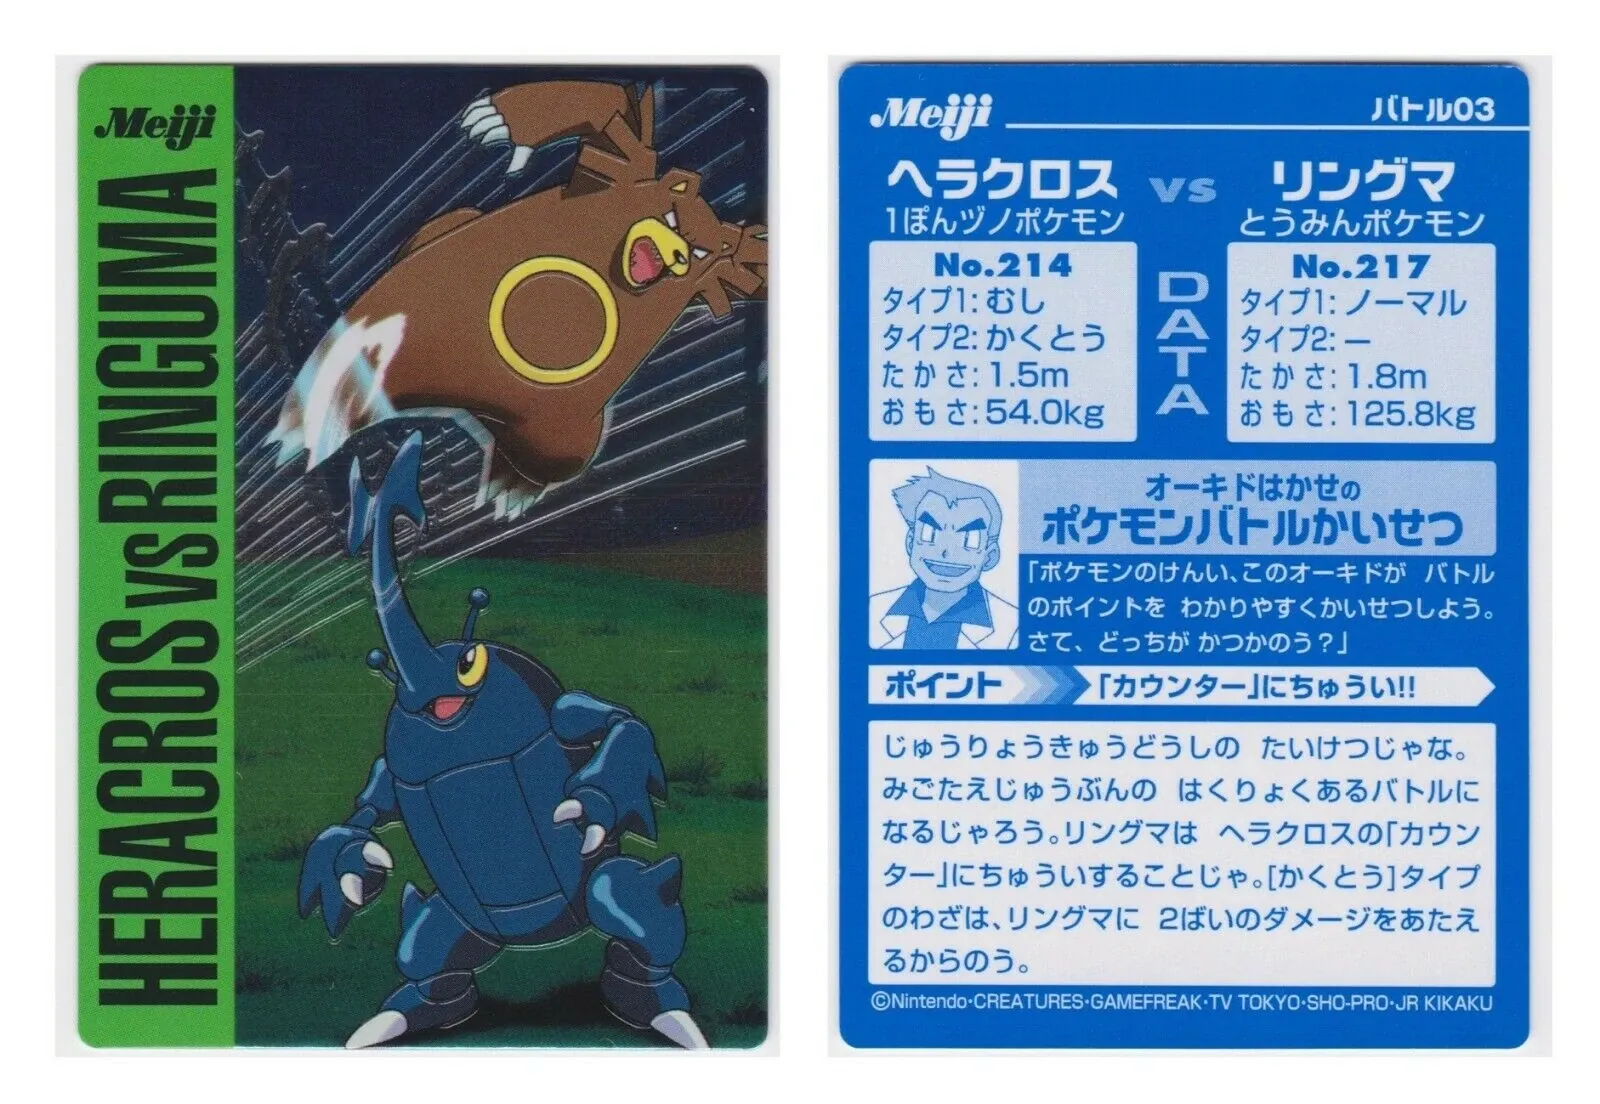 Meiji
HERACROS VS RINGUMA
Meiji
バトル03
ヘラクロス VS リングマ
1ぽんヅノポケモン
とうみんポケモン
DATA
No.214
タイプ1:むし
タイプ2:かくとう
たかさ:1.5m
おもさ:54.0kg
No.217
タイプ1:ノーマル
タイプ2:ー
たかさ:1.8m
おもさ:125.8kg
オーキドはかせの
ポケモンバトルかいせつ
「ポケモンのけんい、このオーキドが バトル
のポイントを わかりやすくかいせつしよう。
さて、どっちが かつかのう?」
ポイント 「カウンター」にちゅうい!!
じゅうりょうきゅうどうしの たいけつじゃな。
みごたえじゅうぶんの はくりょくあるバトルに
なるじゃろう。リングマは ヘラクロスの「カウン
ター」にちゅういすることじゃ。[かくとう]タイプ
のわざは、リングマに 2ばいのダメージをあたえ
るからのう。
©Nintendo・CREATURES・GAMEFREAK・TV TOKYO・SHO-PRO・JR KIKAKU